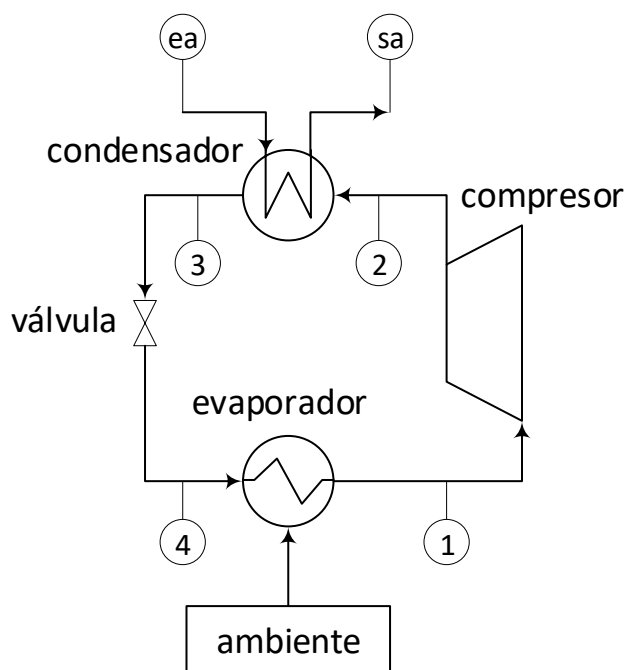 ea
sa
condensador
compresor
3
2
válvula
evaporador
4
1
ambiente